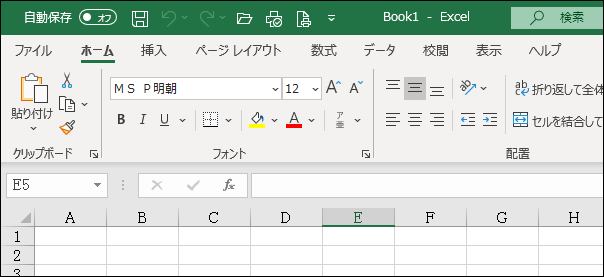 自動保存 オフ Book1 - Excel 検索
ファイル ホーム 挿入 ページ レイアウト 数式 データ 校閲 表示 ヘルプ
貼り付け
ＭＳ Ｐ明朝 12 A A
ab c 折り返して全体
B I U A ア 亜
セルを結合して
クリップボード フォント 配置
E5 fx
A B C D E F G H
1
2
3